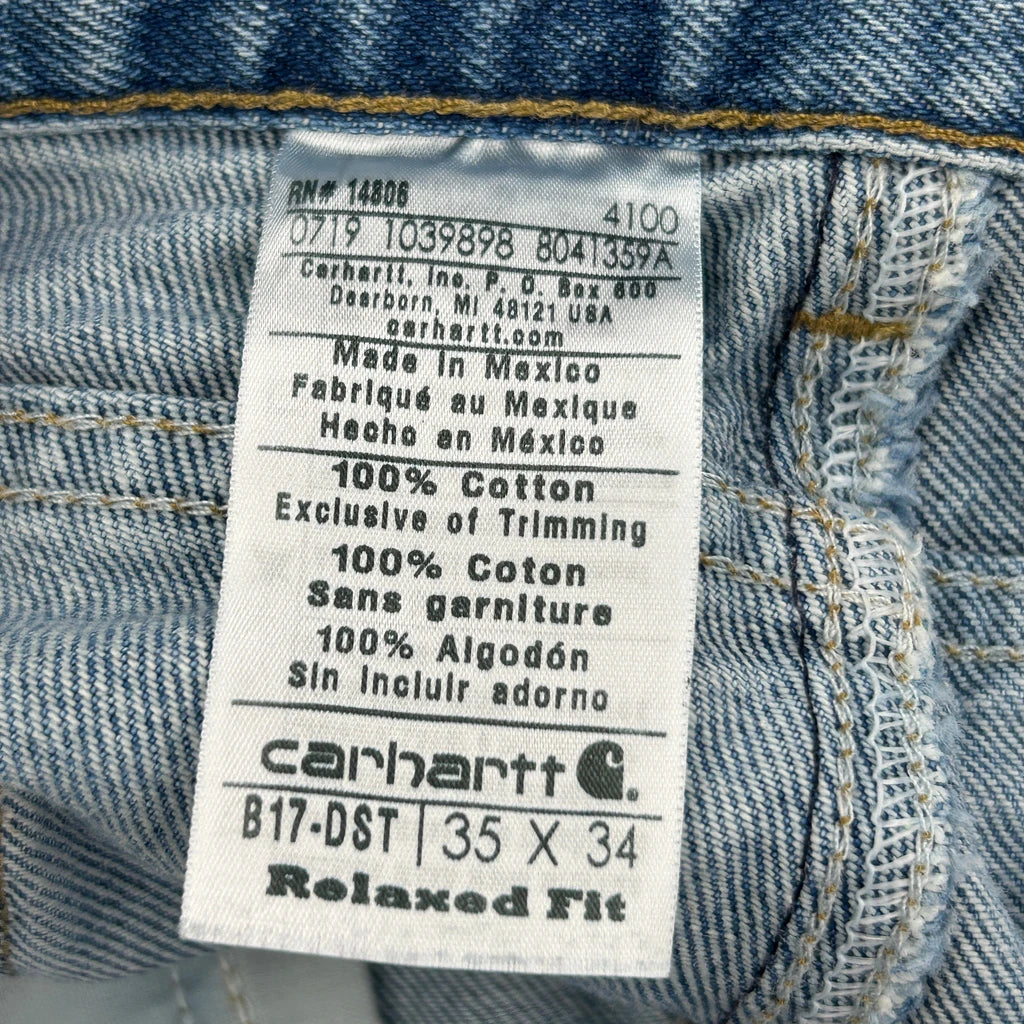 RN# 14806
4100
0719 1039898 8041359A
Carhartt, Inc. P. O. Box 600
Dearborn, MI 48121 USA
carhartt.com
Made in Mexico
Fabriqué au Mexique
Hecho en México
100% Cotton
Exclusive of Trimming
100% Coton
Sans garniture
100% Algodón
Sin incluir adorno
carhartt
B17-DST | 35 X 34
Relaxed Fit